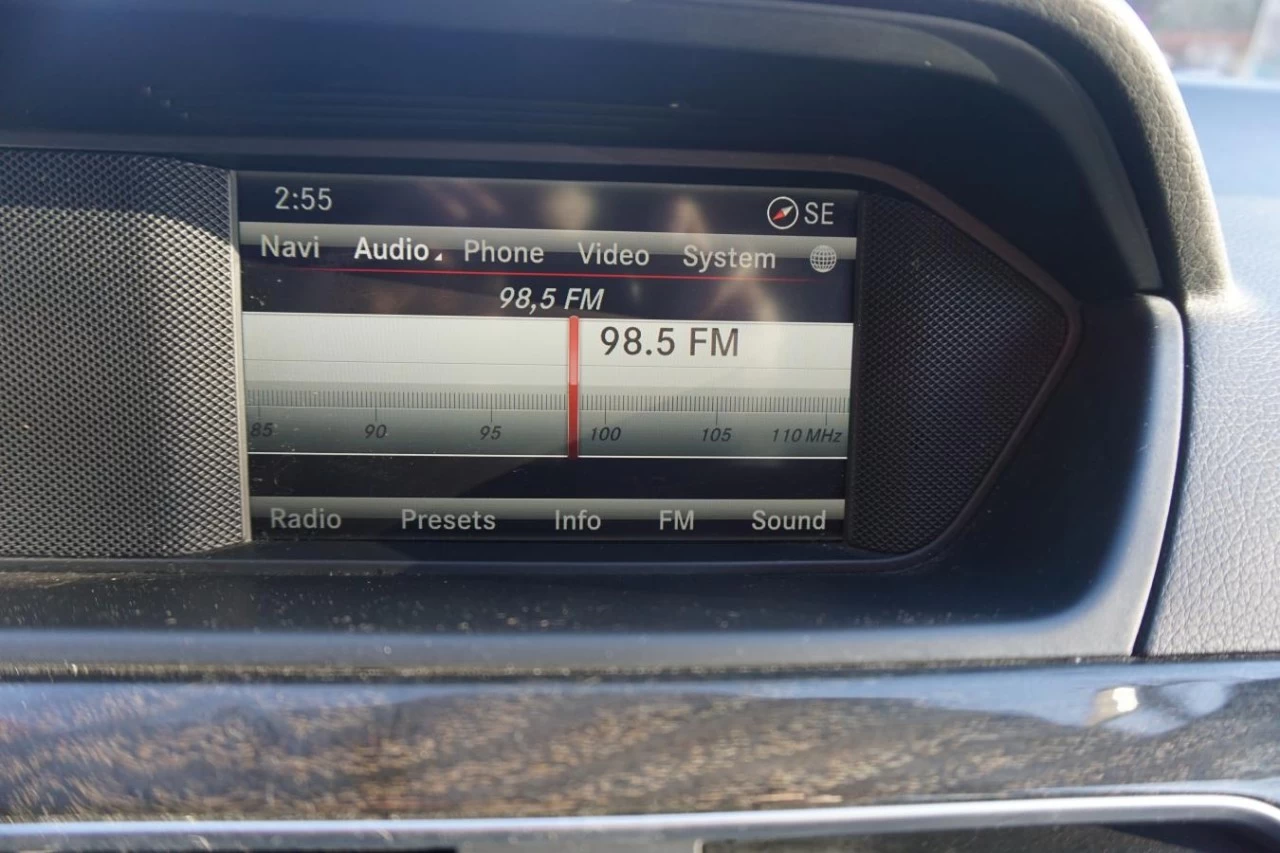 2:55 SE
Navi Audio Phone Video System
98,5 FM
98.5 FM
85 90 95 100 105 110 MHz
Radio Presets Info FM Sound